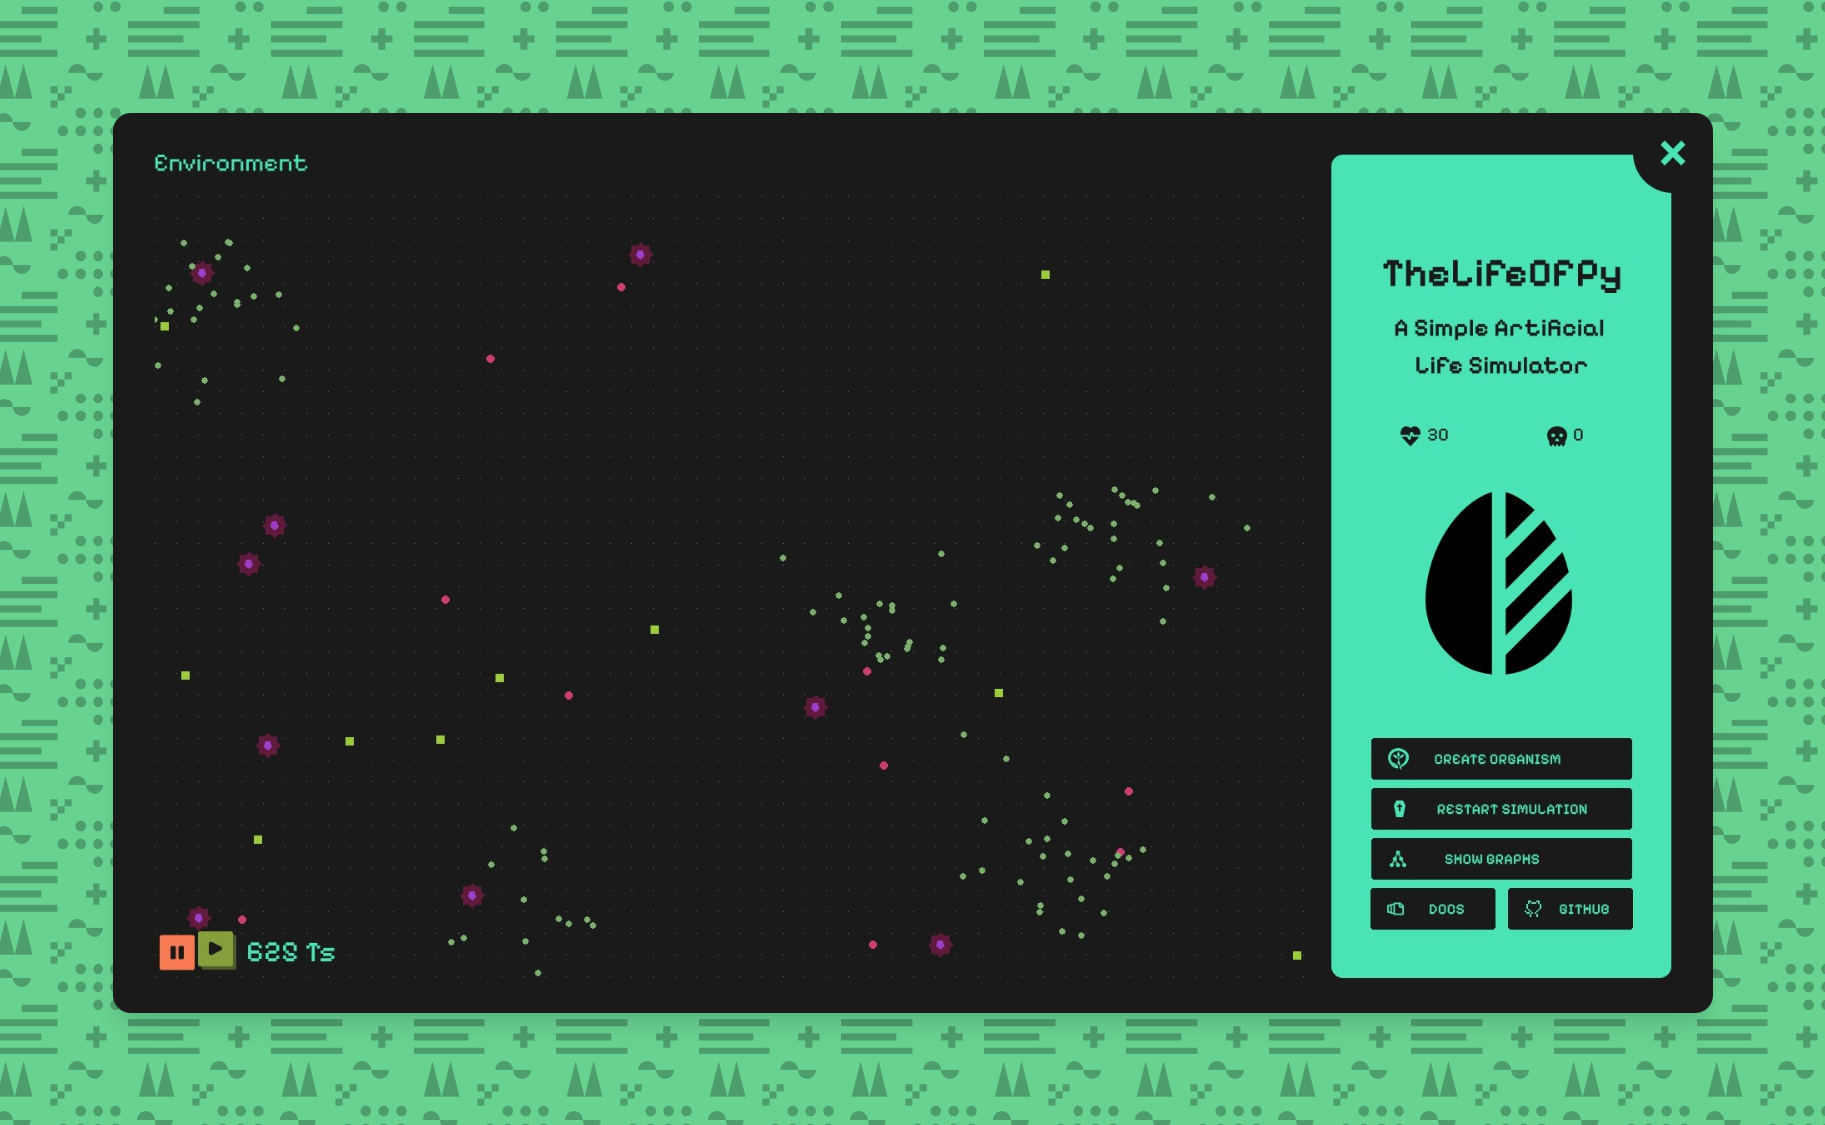 Environment
TheLifeOfPy
A Simple Artificial
Life Simulator
30
0
CREATE ORGANISM
RESTART SIMULATION
SHOW GRAPHS
DOCS
GITHUB
628 Ts